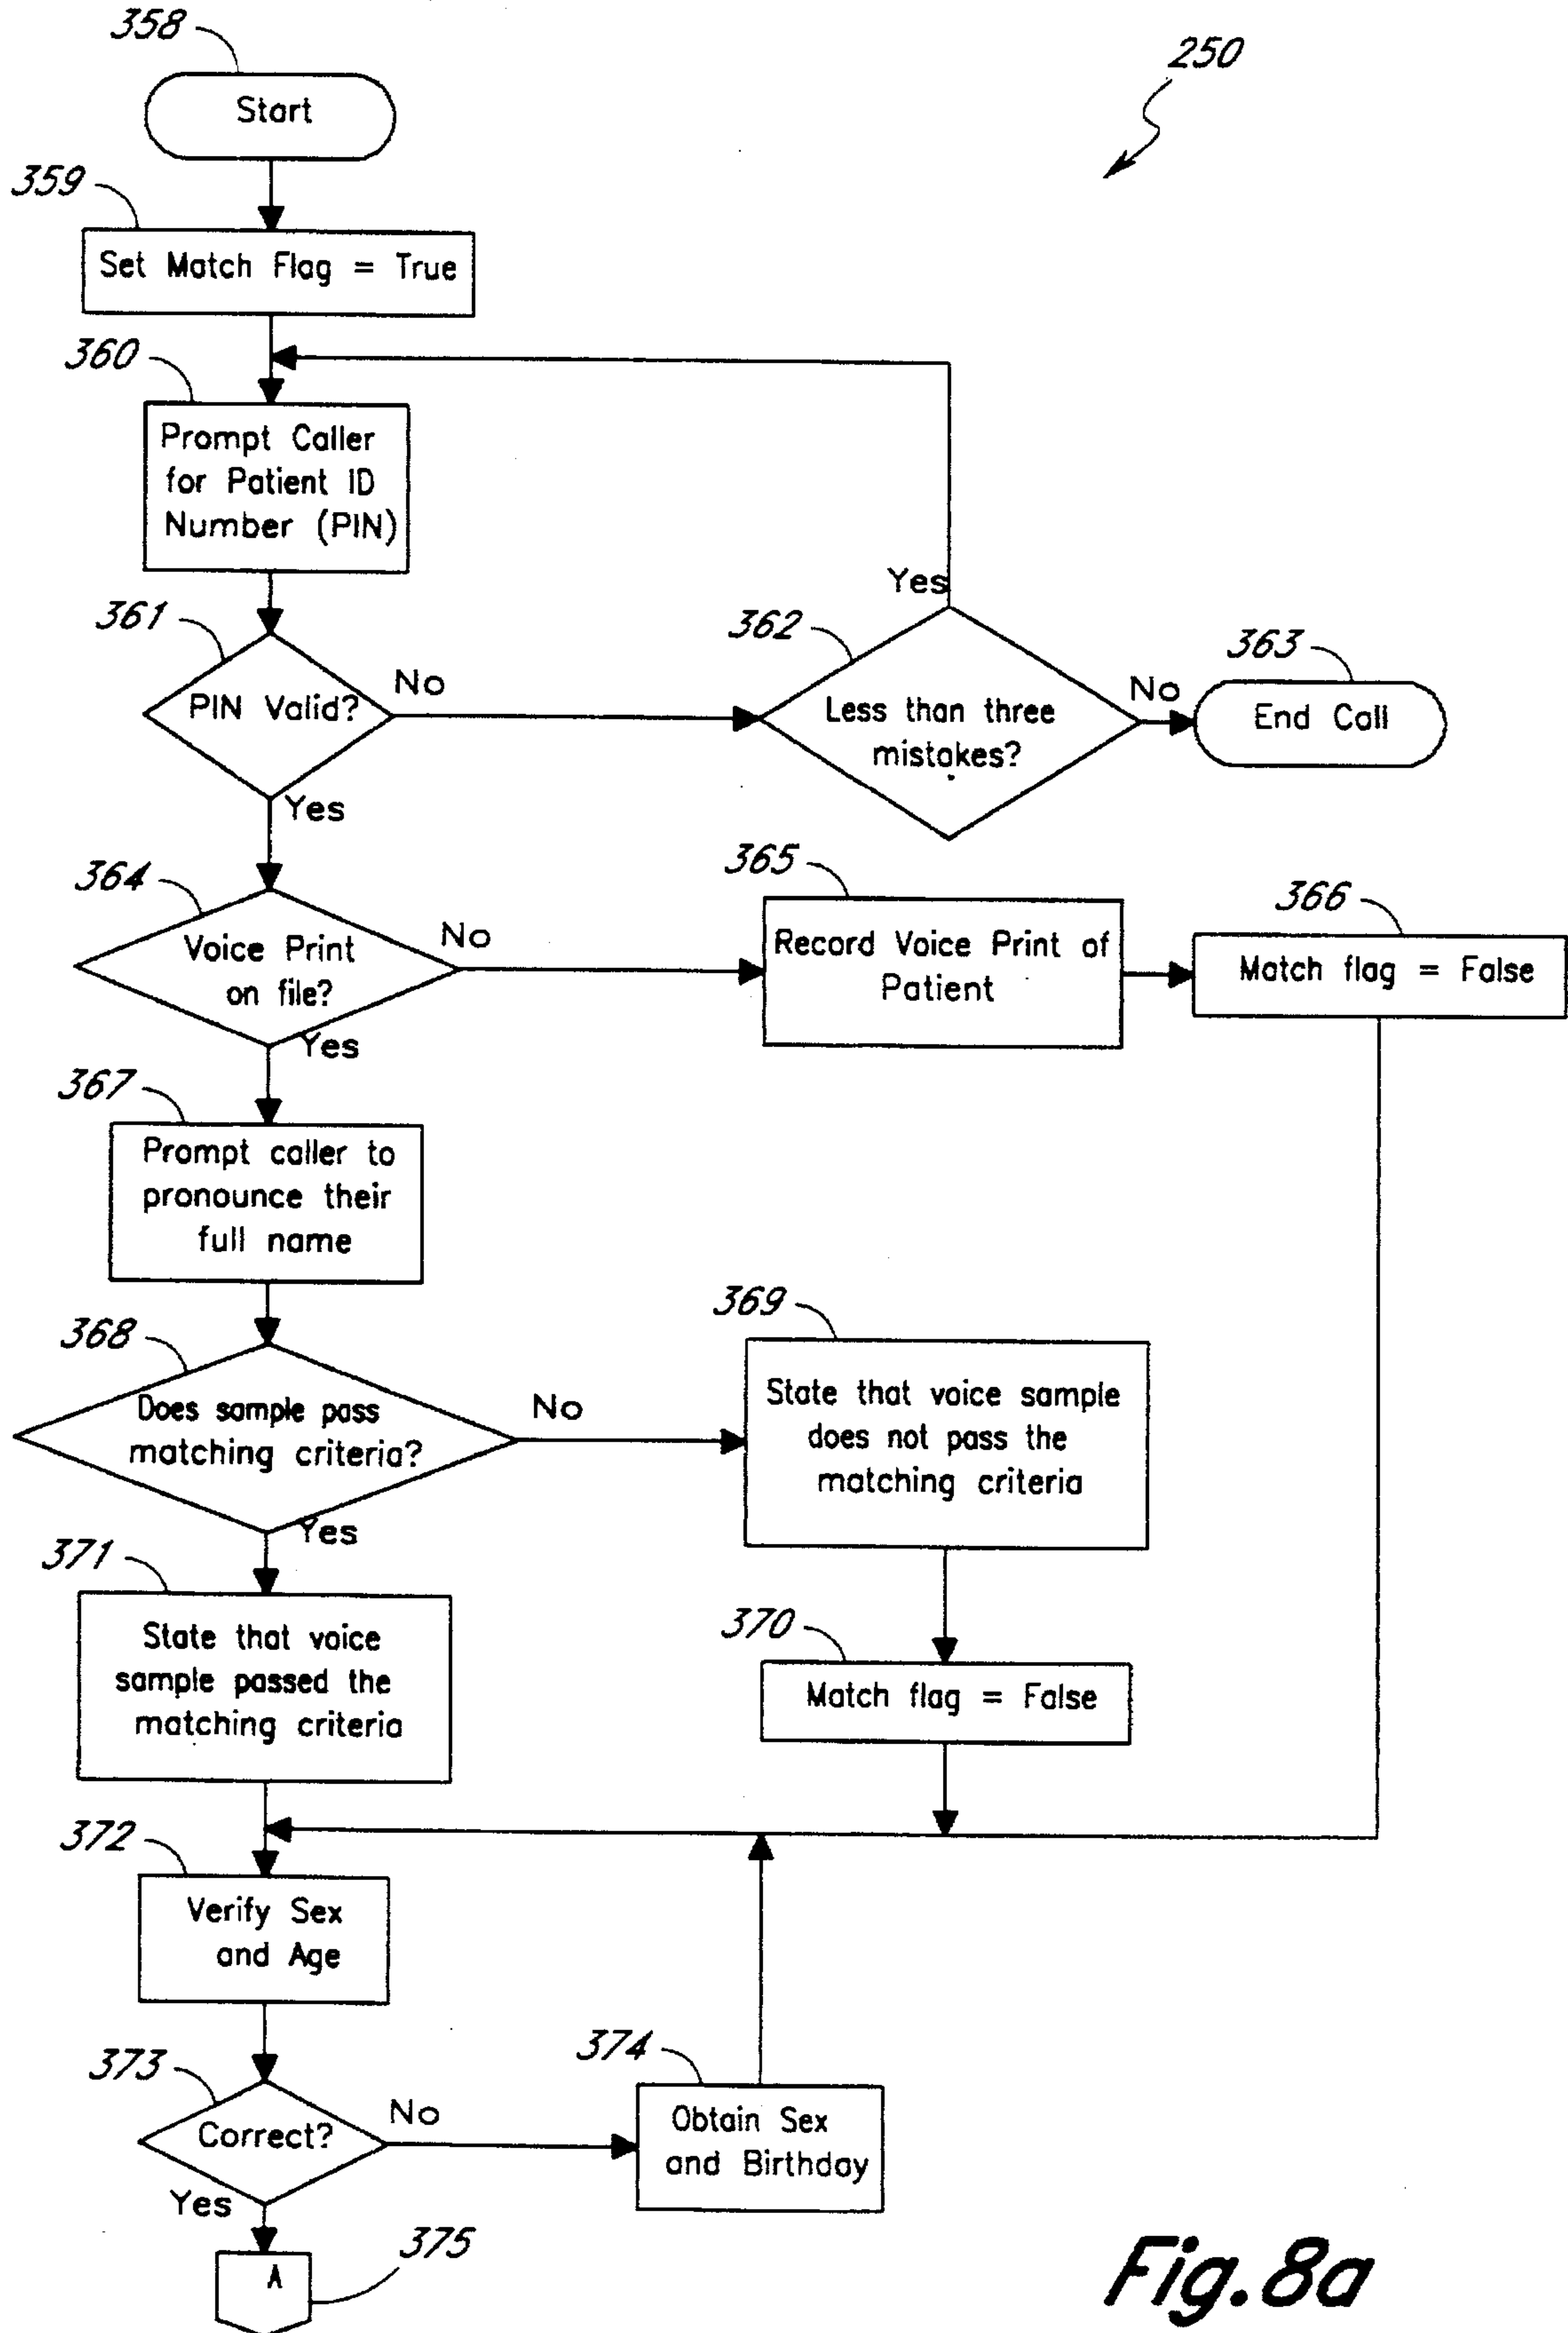 358
250
Start
359
Set Match Flag = True
360
Prompt Caller
for Patient ID
Number (PIN)
Yes
361
362
363
No
PIN Valid?
Less than three
mistakes?
No
End Call
Yes
364
365
366
No
Voice Print
on file?
Record Voice Print of
Patient
Match flag = False
Yes
367
Prompt caller to
pronounce their
full name
368
369
No
Does sample pass
matching criteria?
State that voice sample
does not pass the
matching criteria
Yes
371
370
State that voice
sample passed the
matching criteria
Match flag = False
372
Verify Sex
and Age
373
374
No
Correct?
Obtain Sex
and Birthday
Yes
375
A
Fig.8a